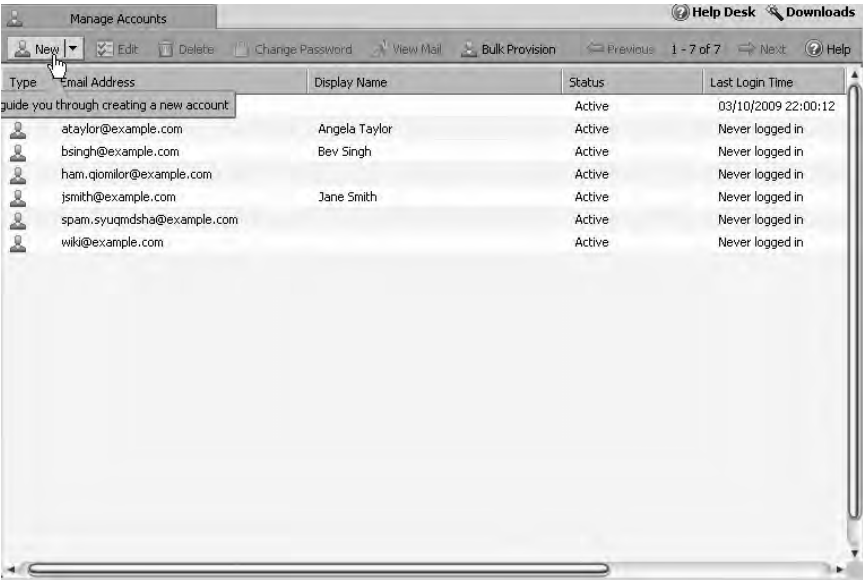 Manage Accounts
Help Desk Downloads
New Edit Delete Change Password View Mail Bulk Provision Previous 1 - 7 of 7 Next Help
Type Email Address Display Name Status Last Login Time
guide you through creating a new account Active 03/10/2009 22:00:12
ataylor@example.com Angela Taylor Active Never logged in
bsingh@example.com Bev Singh Active Never logged in
ham.qiomilor@example.com Active Never logged in
jsmith@example.com Jane Smith Active Never logged in
spam.syuqmdsha@example.com Active Never logged in
wiki@example.com Active Never logged in